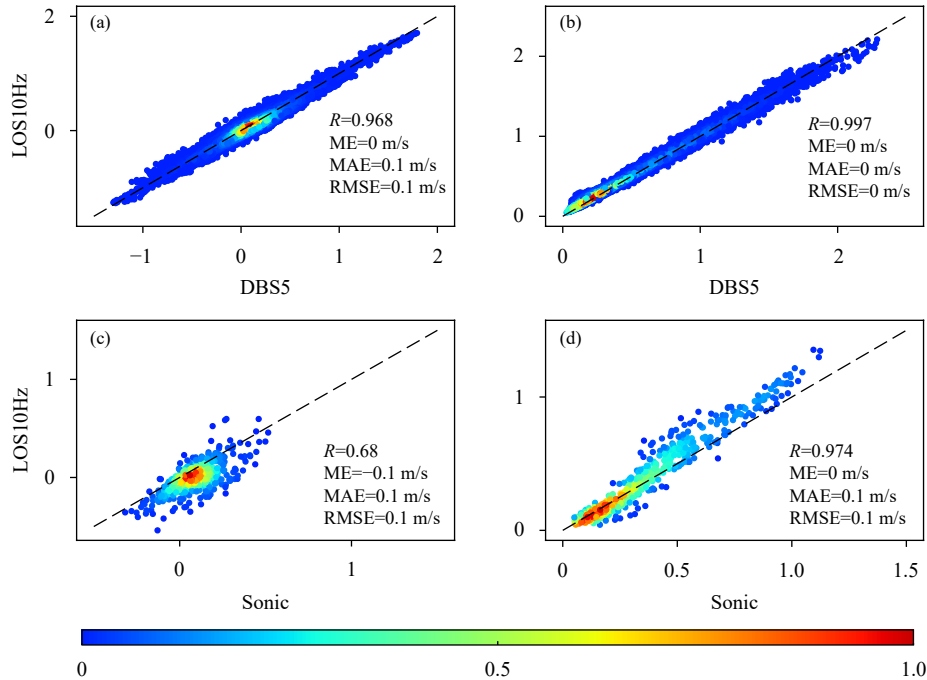 (a)
2
0
LOS10Hz
R=0.968
ME=0 m/s
MAE=0.1 m/s
RMSE=0.1 m/s
−1
0
1
2
DBS5
(b)
2
1
0
R=0.997
ME=0 m/s
MAE=0 m/s
RMSE=0 m/s
0
1
2
DBS5
(c)
1
0
LOS10Hz
R=0.68
ME=−0.1 m/s
MAE=0.1 m/s
RMSE=0.1 m/s
0
1
Sonic
(d)
1
0
R=0.974
ME=0 m/s
MAE=0.1 m/s
RMSE=0.1 m/s
0
0.5
1.0
1.5
Sonic
0
0.5
1.0